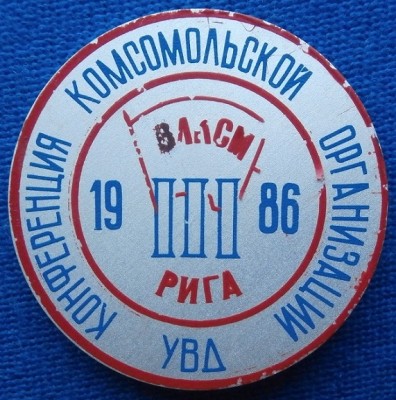 КОНФЕРЕНЦИЯ КОМСОМОЛЬСКОЙ ОРГАНИЗАЦИИ
УВД
ВЛКСМ
19 III 86
РИГА